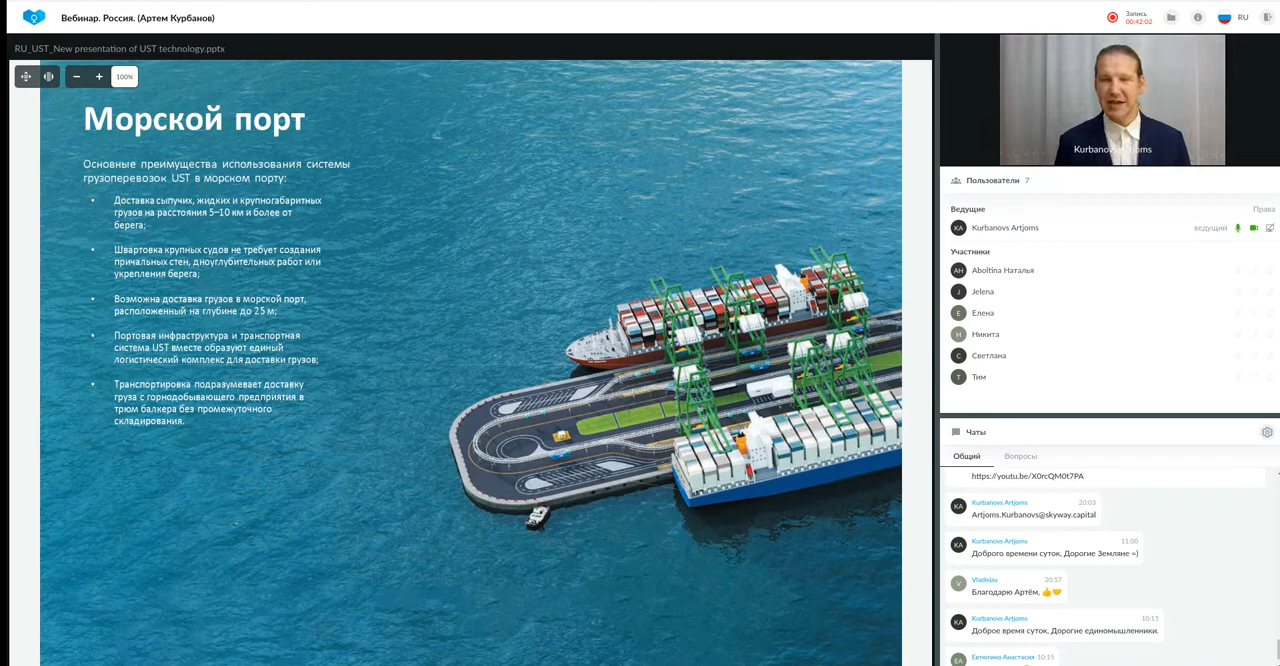 Вебинар. Россия. (Артем Курбанов)
Запись
00:42:02
RU
RU_UST_New presentation of UST technology.pptx
100%
Морской порт
Основные преимущества использования системы
грузоперевозок UST в морском порту:
• Доставка сыпучих, жидких и крупногабаритных
грузов на расстояния 5–10 км и более от
берега;
• Швартовка крупных судов не требует создания
причальных стен, дноуглубительных работ или
укрепления берега;
• Возможна доставка грузов в морской порт,
расположенный на глубине до 25 м;
• Портовая инфраструктура и транспортная
система UST вместе образуют единый
логистический комплекс для доставки грузов;
• Транспортировка подразумевает доставку
груза с горнодобывающего предприятия в
трюм балкера без промежуточного
складирования.
Kurbanovs Artjoms
Пользователи 7
Ведущие Права
KA Kurbanovs Artjoms ведущий
Участники
AH Aboltina Наталья
J Jelena
Е Елена
Н Никита
С Светлана
Т Тим
Чаты
Общий Вопросы
https://youtu.be/X0rcQM0t7PA
KA Kurbanovs Artjoms 20:03
Artjoms.Kurbanovs@skyway.capital
KA Kurbanovs Artjoms 11:00
Доброго времени суток, Дорогие Земляне =)
V Vladislav 20:57
Благодарю Артём, 👍🤝
KA Kurbanovs Artjoms 10:15
Доброе время суток, Дорогие единомышленники.
ЕА Евтюгина Анастасия 10:15